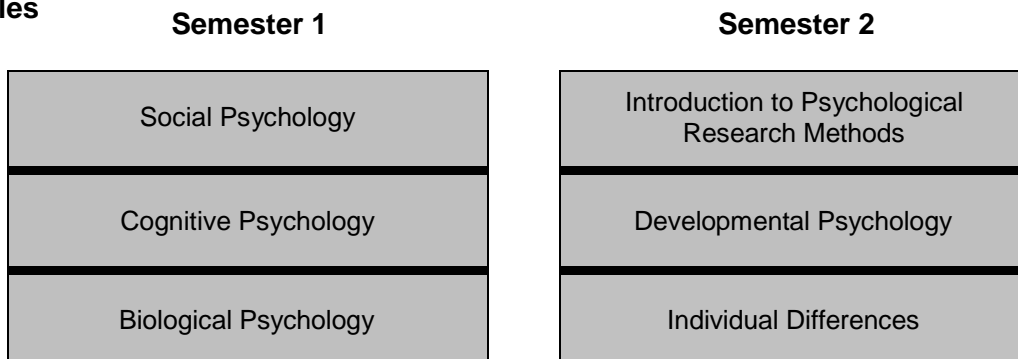 les
Semester 1
Semester 2
Social Psychology
Introduction to Psychological
Research Methods
Cognitive Psychology
Developmental Psychology
Biological Psychology
Individual Differences